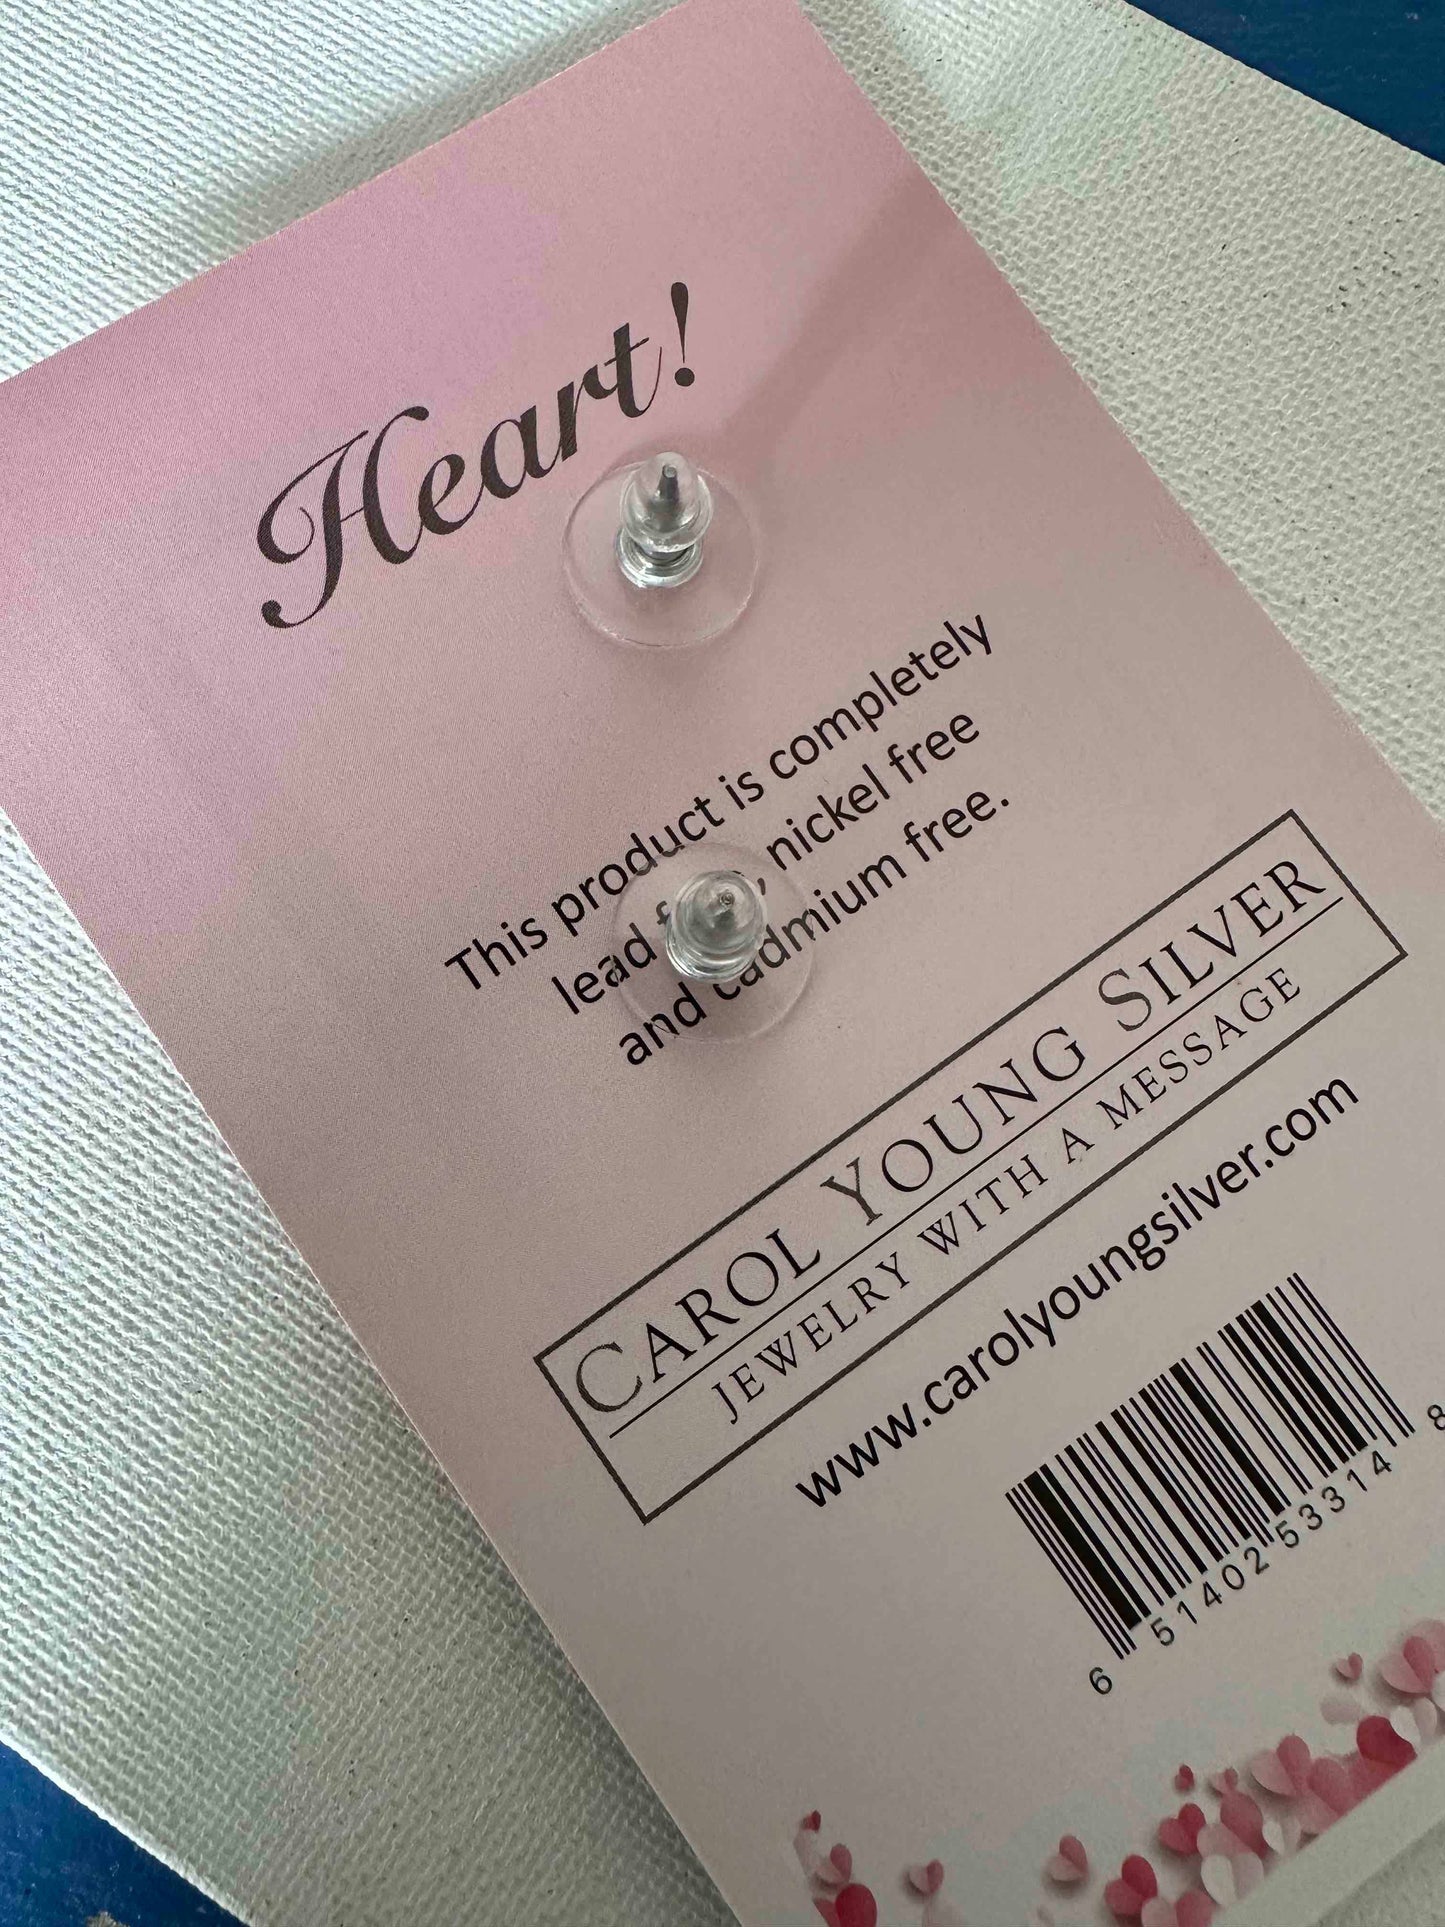 Heart!
This product is completely
lead , nickel free
and cadmium free.
CAROL YOUNG SILVER
JEWELRY WITH A MESSAGE
www.carolyoungsilver.com
6 51402 53314 8